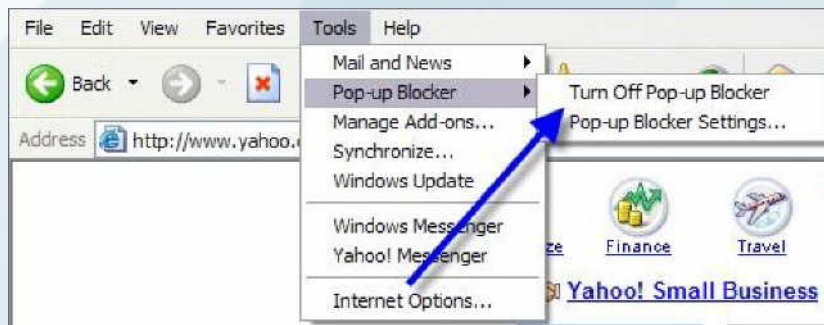 File Edit View Favorites Tools Help
Back
Address http://www.yahoo.
Mail and News
Pop-up Blocker
Manage Add-ons...
Synchronize...
Windows Update
Windows Messenger
Yahoo! Messenger
Internet Options...
Turn Off Pop-up Blocker
Pop-up Blocker Settings...
Finance Travel
Yahoo! Small Business